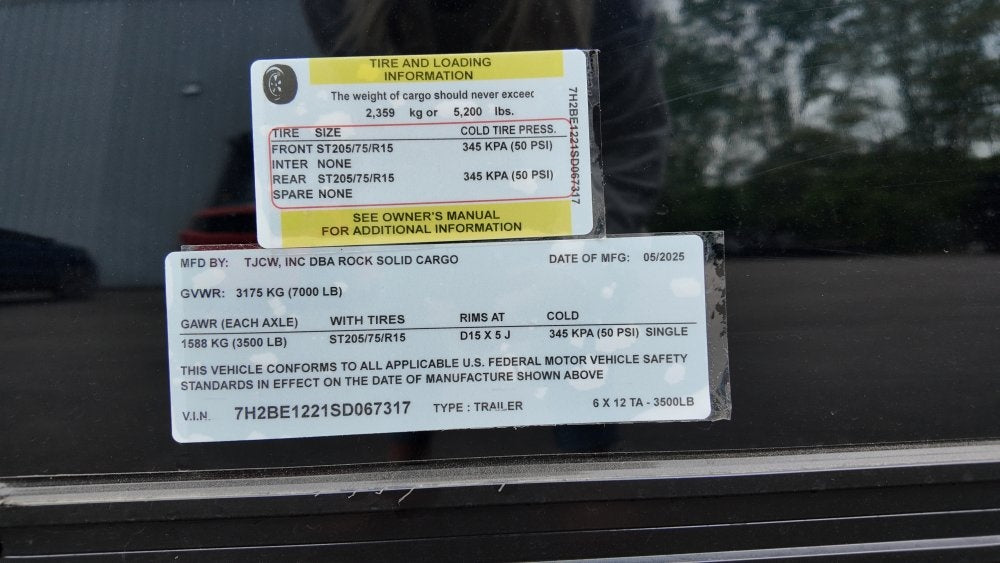 TIRE AND LOADING
INFORMATION
The weight of cargo should never exceed
2,359 kg or 5,200 lbs.
TIRE SIZE COLD TIRE PRESS.
FRONT ST205/75/R15 345 KPA (50 PSI)
INTER NONE
REAR ST205/75/R15 345 KPA (50 PSI)
SPARE NONE
SEE OWNER'S MANUAL
FOR ADDITIONAL INFORMATION
7H2BE1221SD067317
MFD BY: TJCW, INC DBA ROCK SOLID CARGO DATE OF MFG: 05/2025
GVWR: 3175 KG (7000 LB)
GAWR (EACH AXLE) WITH TIRES RIMS AT COLD
1588 KG (3500 LB) ST205/75/R15 D15 X 5 J 345 KPA (50 PSI) SINGLE
THIS VEHICLE CONFORMS TO ALL APPLICABLE U.S. FEDERAL MOTOR VEHICLE SAFETY
STANDARDS IN EFFECT ON THE DATE OF MANUFACTURE SHOWN ABOVE
V.I.N. 7H2BE1221SD067317 TYPE : TRAILER 6 X 12 TA - 3500LB